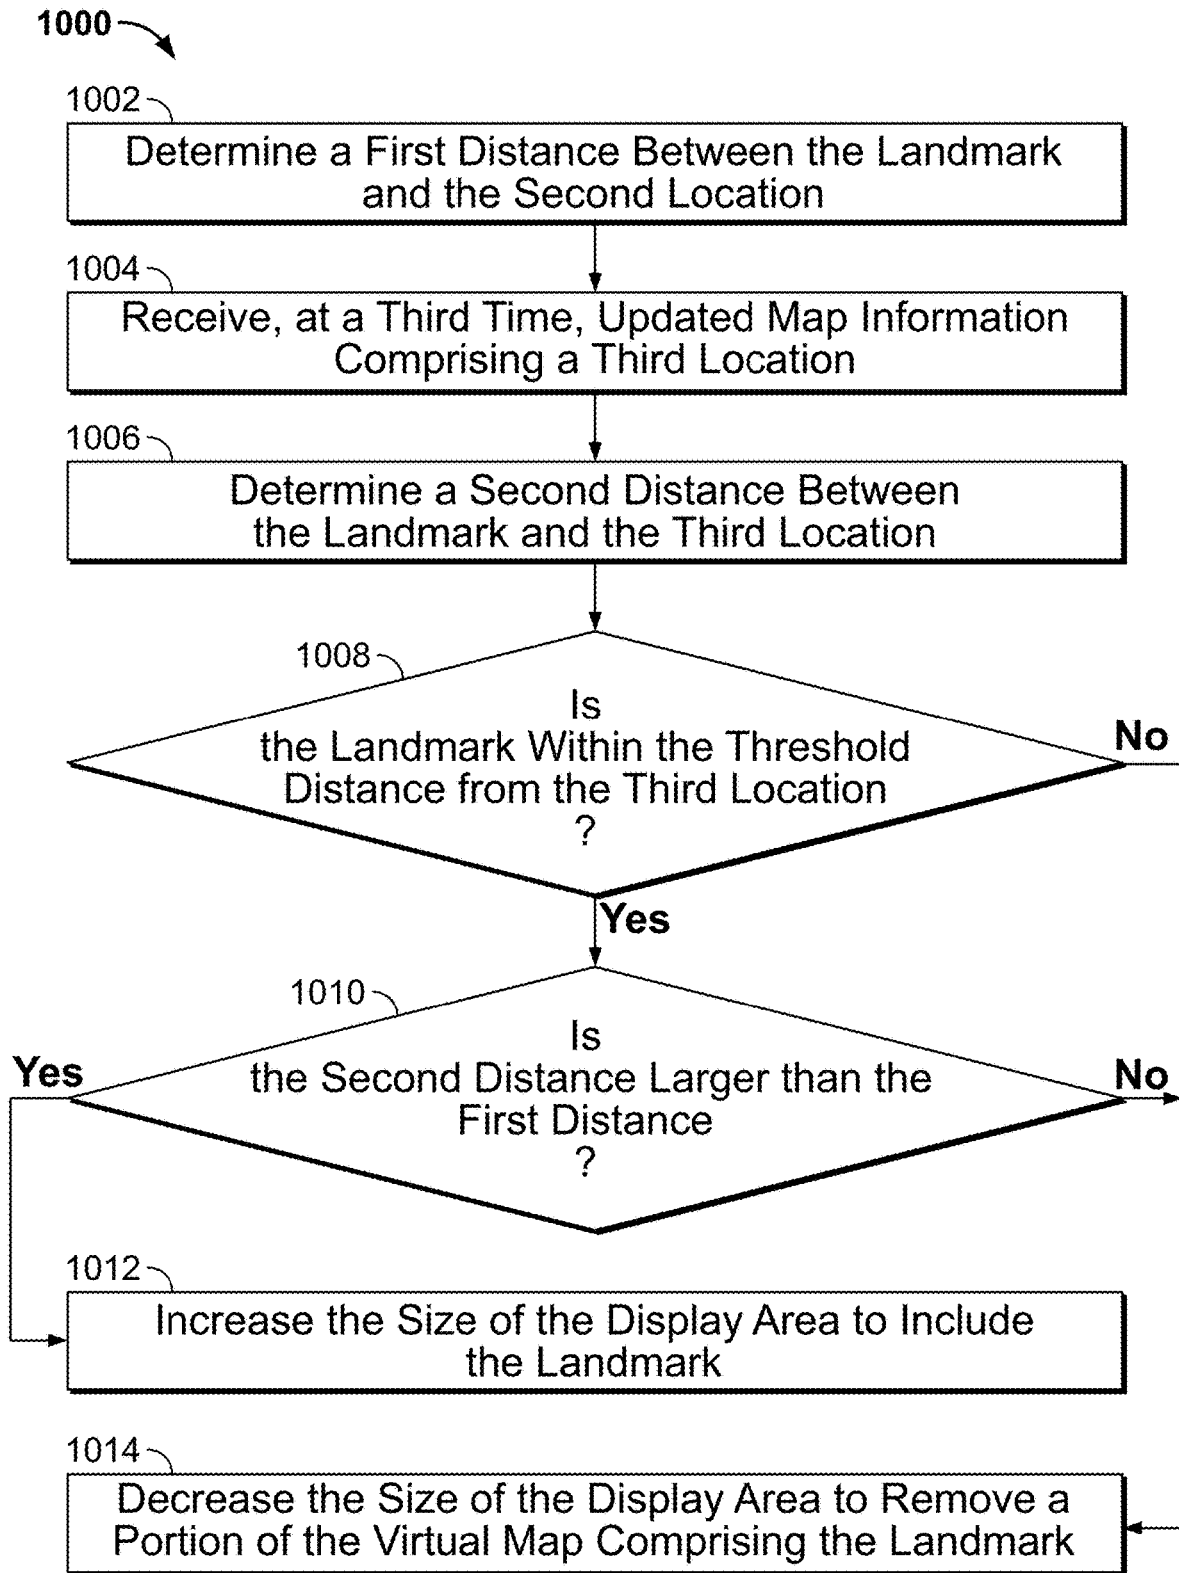 1000
1002
Determine a First Distance Between the Landmark
and the Second Location
1004
Receive, at a Third Time, Updated Map Information
Comprising a Third Location
1006
Determine a Second Distance Between
the Landmark and the Third Location
1008
Is
the Landmark Within the Threshold
Distance from the Third Location
?
No
Yes
1010
Is
the Second Distance Larger than the
First Distance
?
Yes
No
1012
Increase the Size of the Display Area to Include
the Landmark
1014
Decrease the Size of the Display Area to Remove a
Portion of the Virtual Map Comprising the Landmark